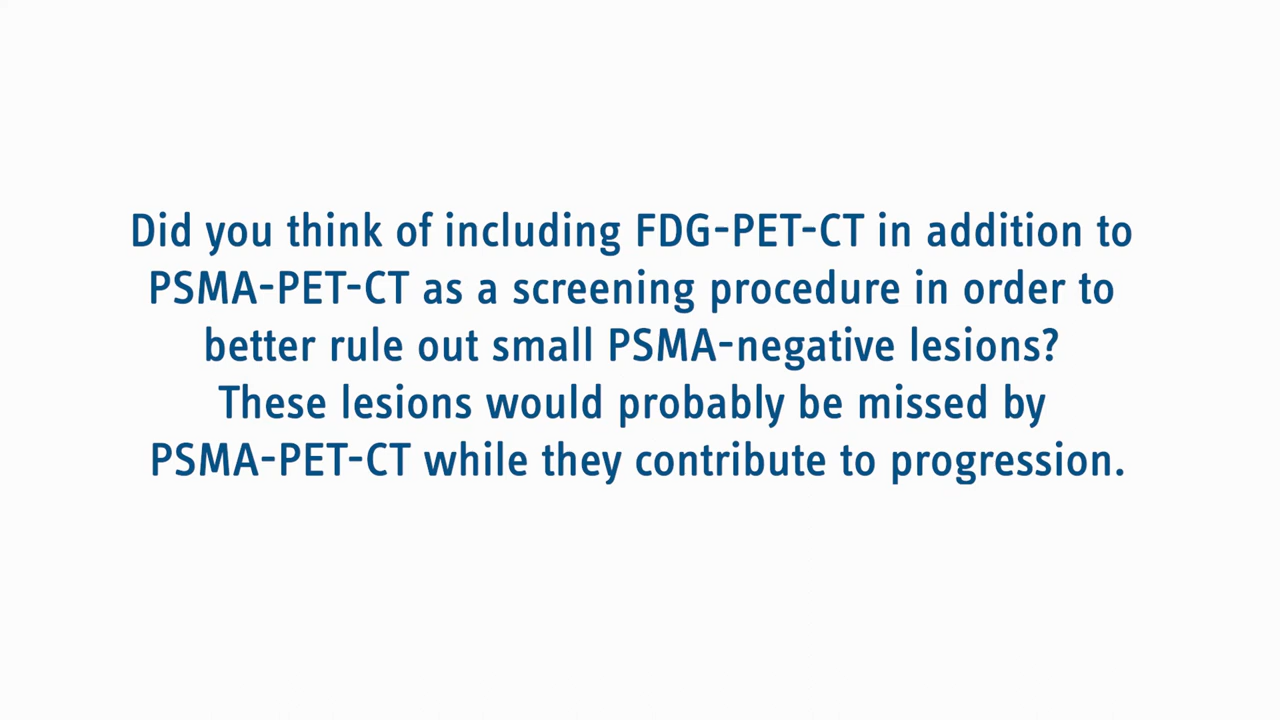 Did you think of including FDG-PET-CT in addition to
PSMA-PET-CT as a screening procedure in order to
better rule out small PSMA-negative lesions?
These lesions would probably be missed by
PSMA-PET-CT while they contribute to progression.